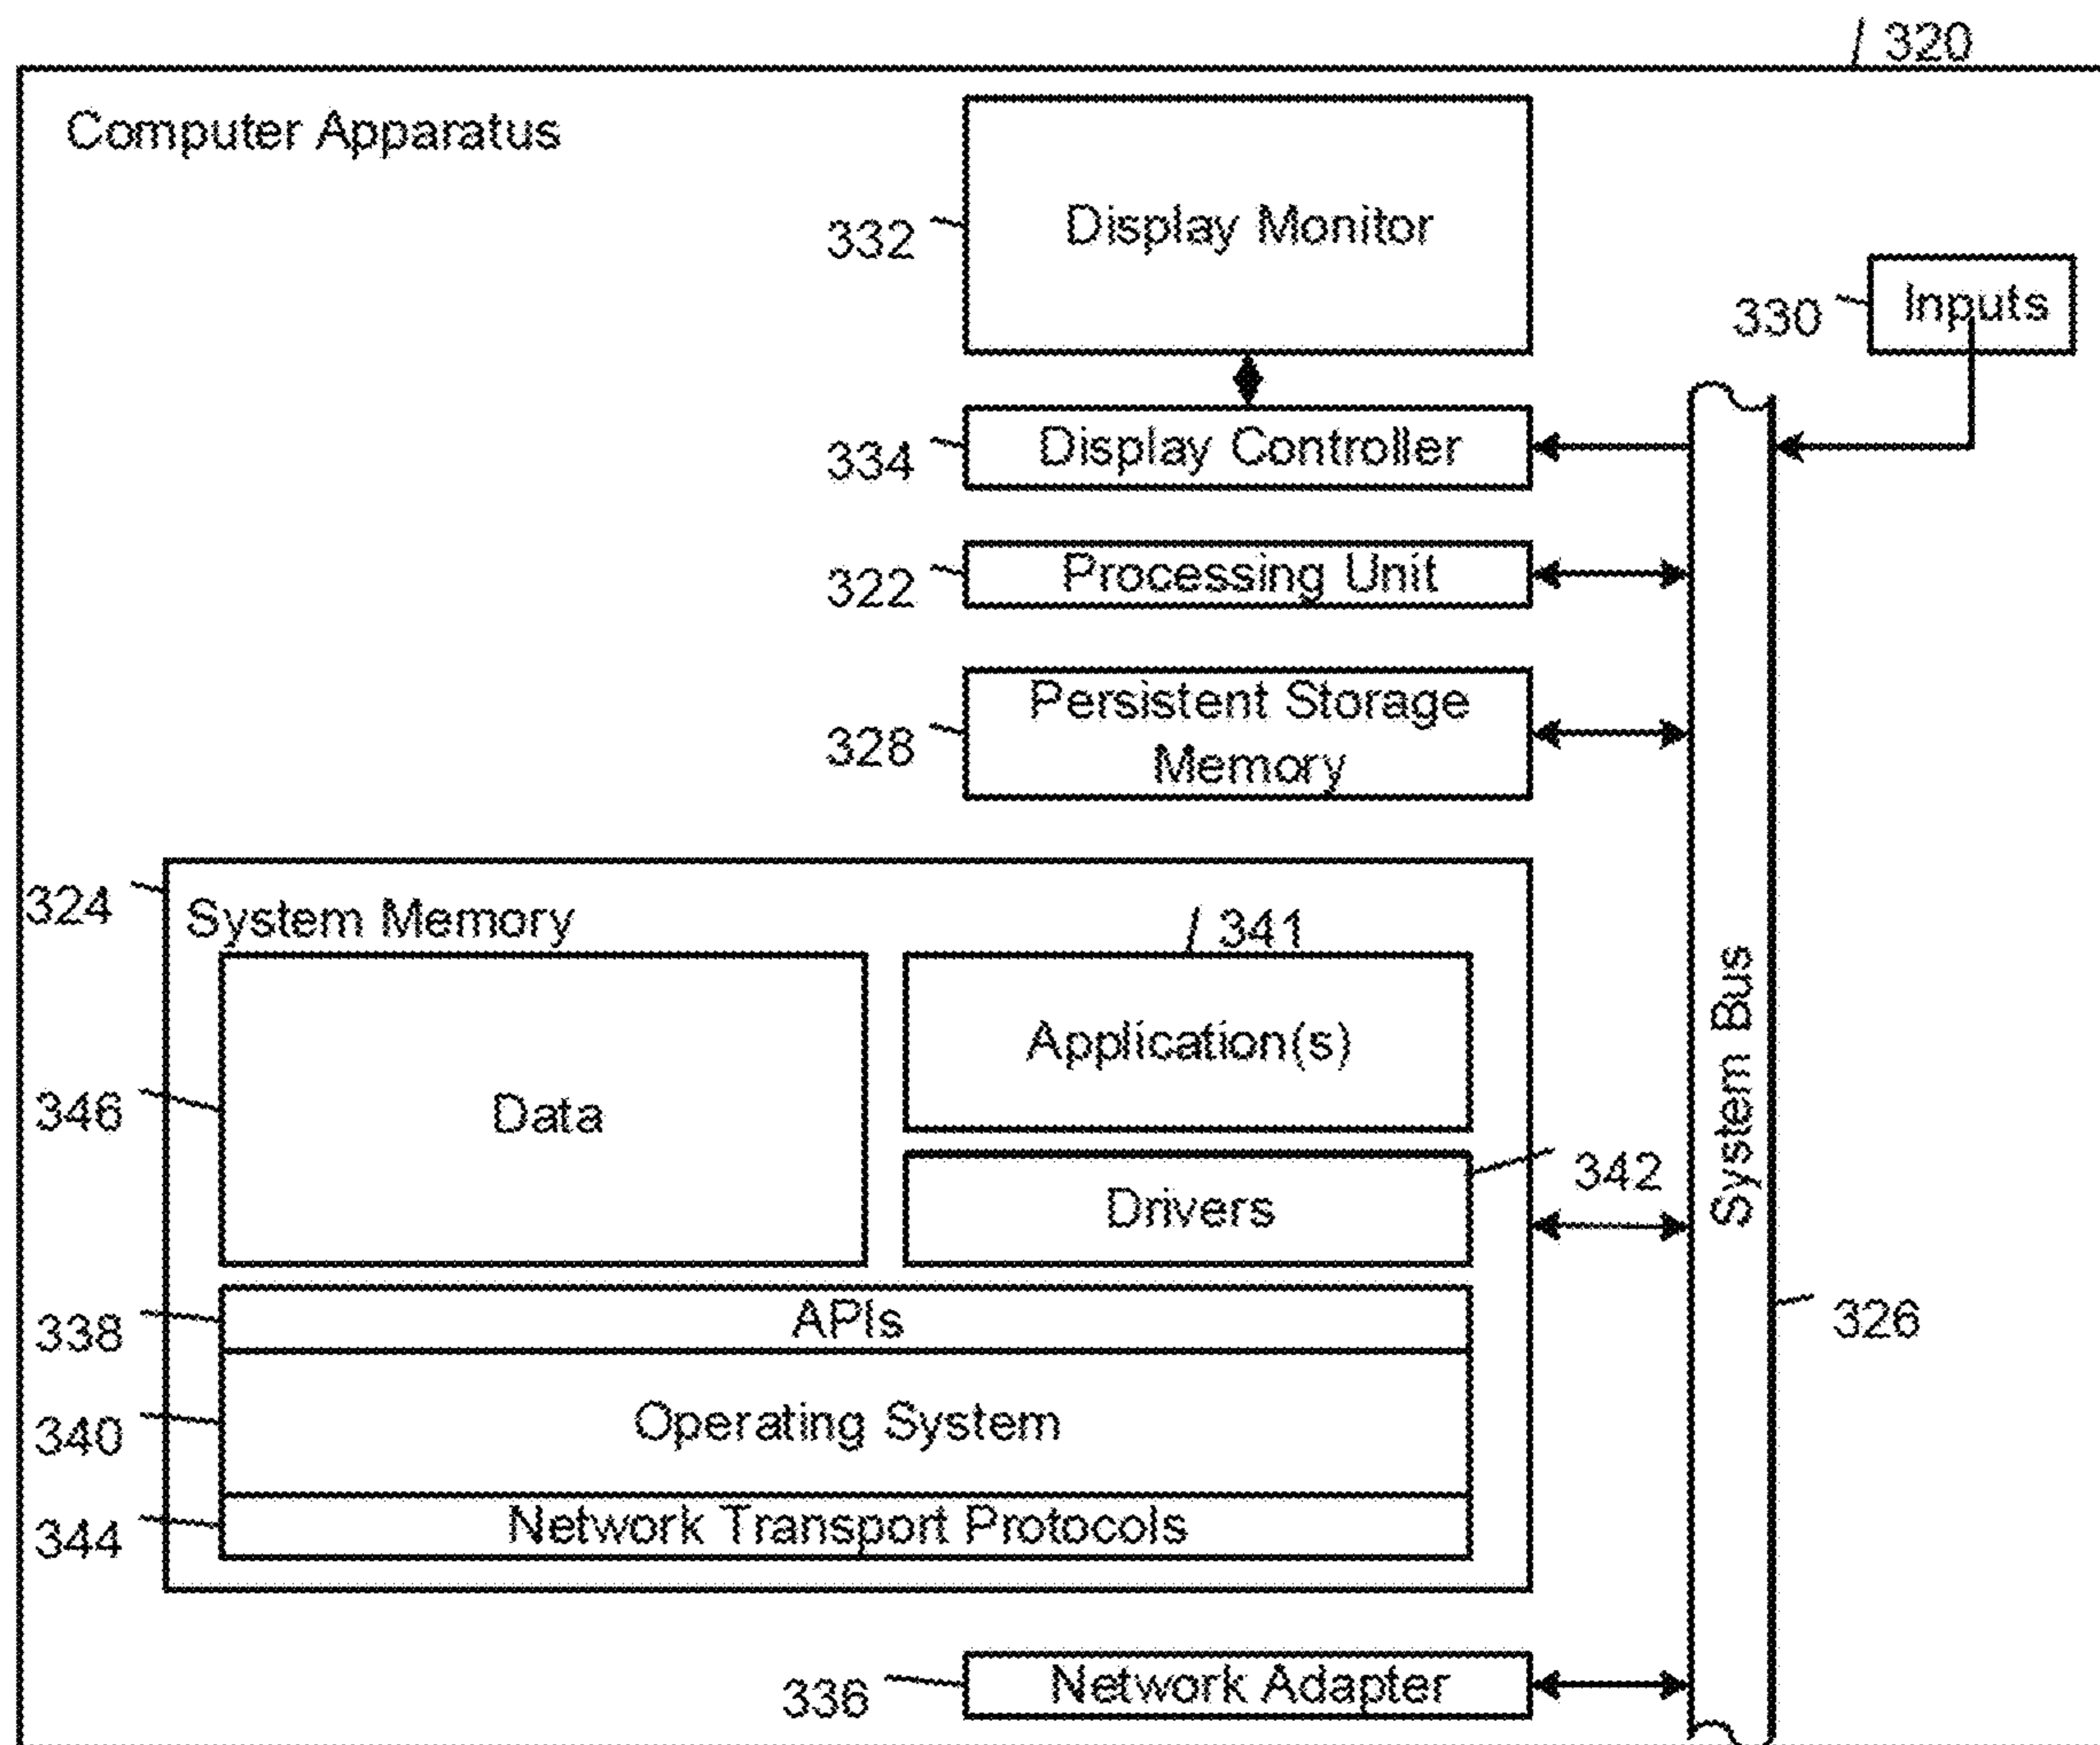 320
Computer Apparatus
Display Monitor
332
Inputs
330
Display Controller
334
Processing Unit
322
Persistent Storage
Memory
328
324
System Memory
341
Application(s)
Data
346
Drivers
342
System Bus
APIs
338
326
Operating System
340
Network Transport Protocols
344
Network Adapter
336